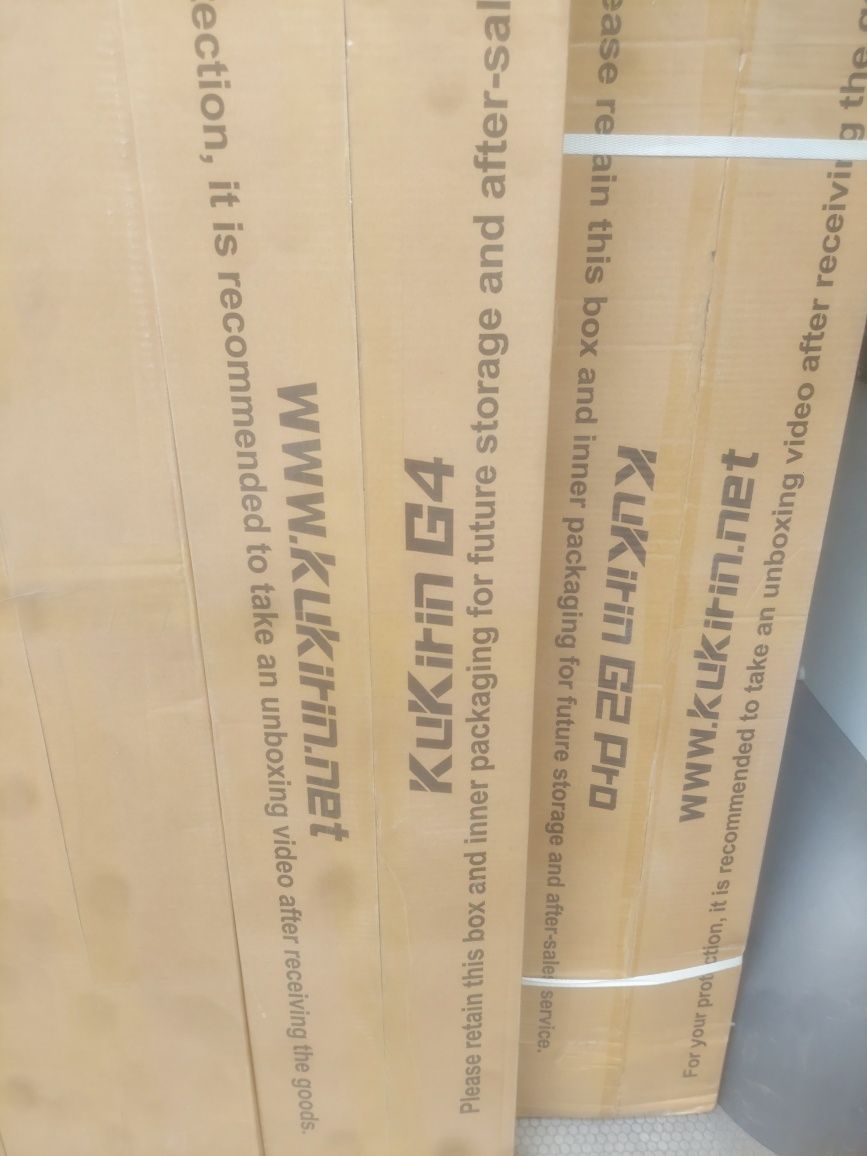 ection, it is recommended to take an unboxing video after receiving the goods.
www.kukirin.net
KuKirin G4
Please retain this box and inner packaging for future storage and after-sal
ease retain this box and inner packaging for future storage and after-sales service.
KuKirin G2 Pro
www.kukirin.net
For your protection, it is recommended to take an unboxing video after receiving the g